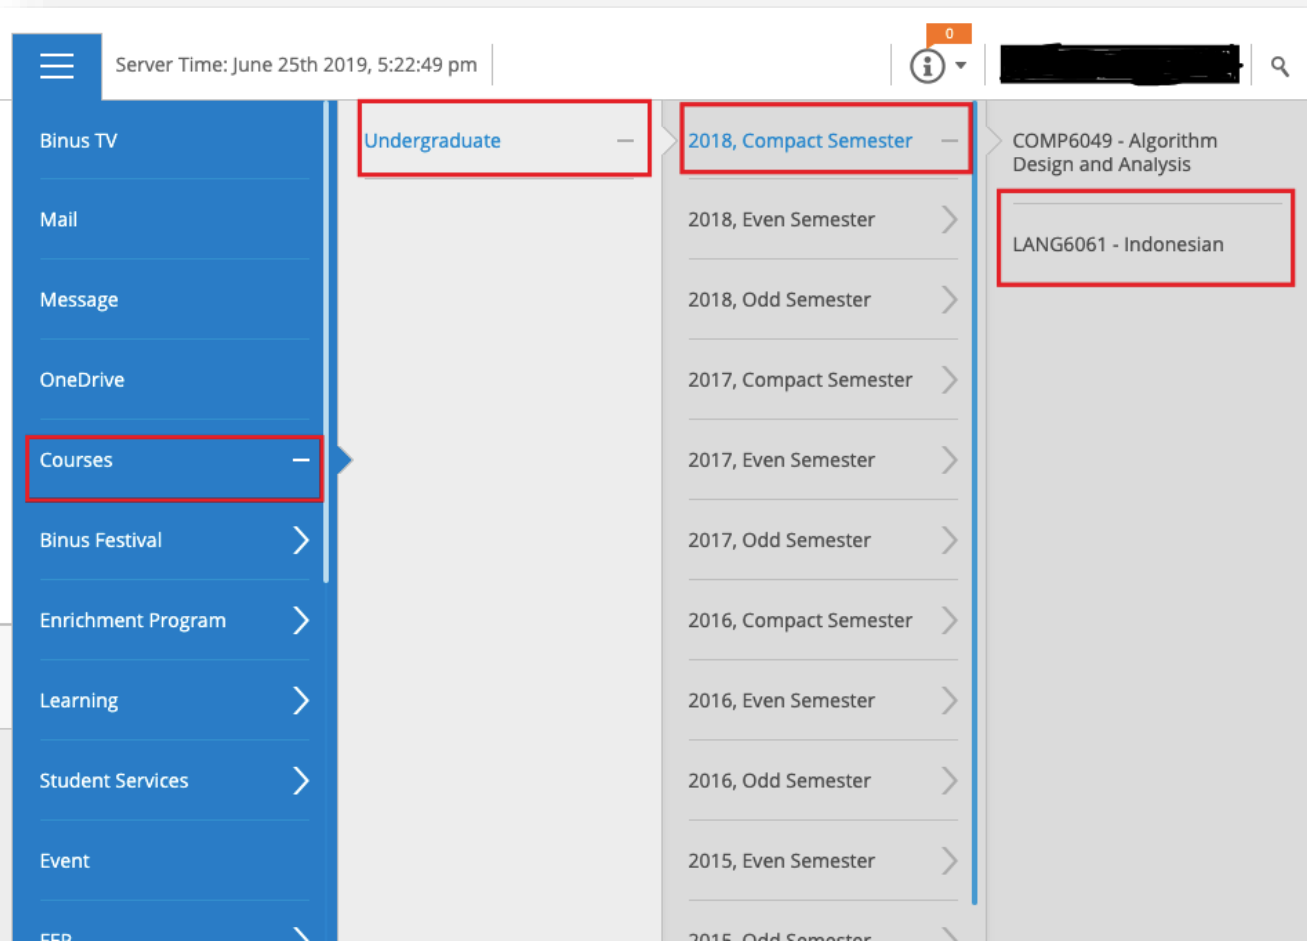 0
Server Time: June 25th 2019, 5:22:49 pm
Binus TV
Mail
Message
OneDrive
Courses
Binus Festival
Enrichment Program
Learning
Student Services
Event
Undergraduate
2018, Compact Semester
2018, Even Semester
2018, Odd Semester
2017, Compact Semester
2017, Even Semester
2017, Odd Semester
2016, Compact Semester
2016, Even Semester
2016, Odd Semester
2015, Even Semester
2015, Odd Semester
COMP6049 - Algorithm
Design and Analysis
LANG6061 - Indonesian